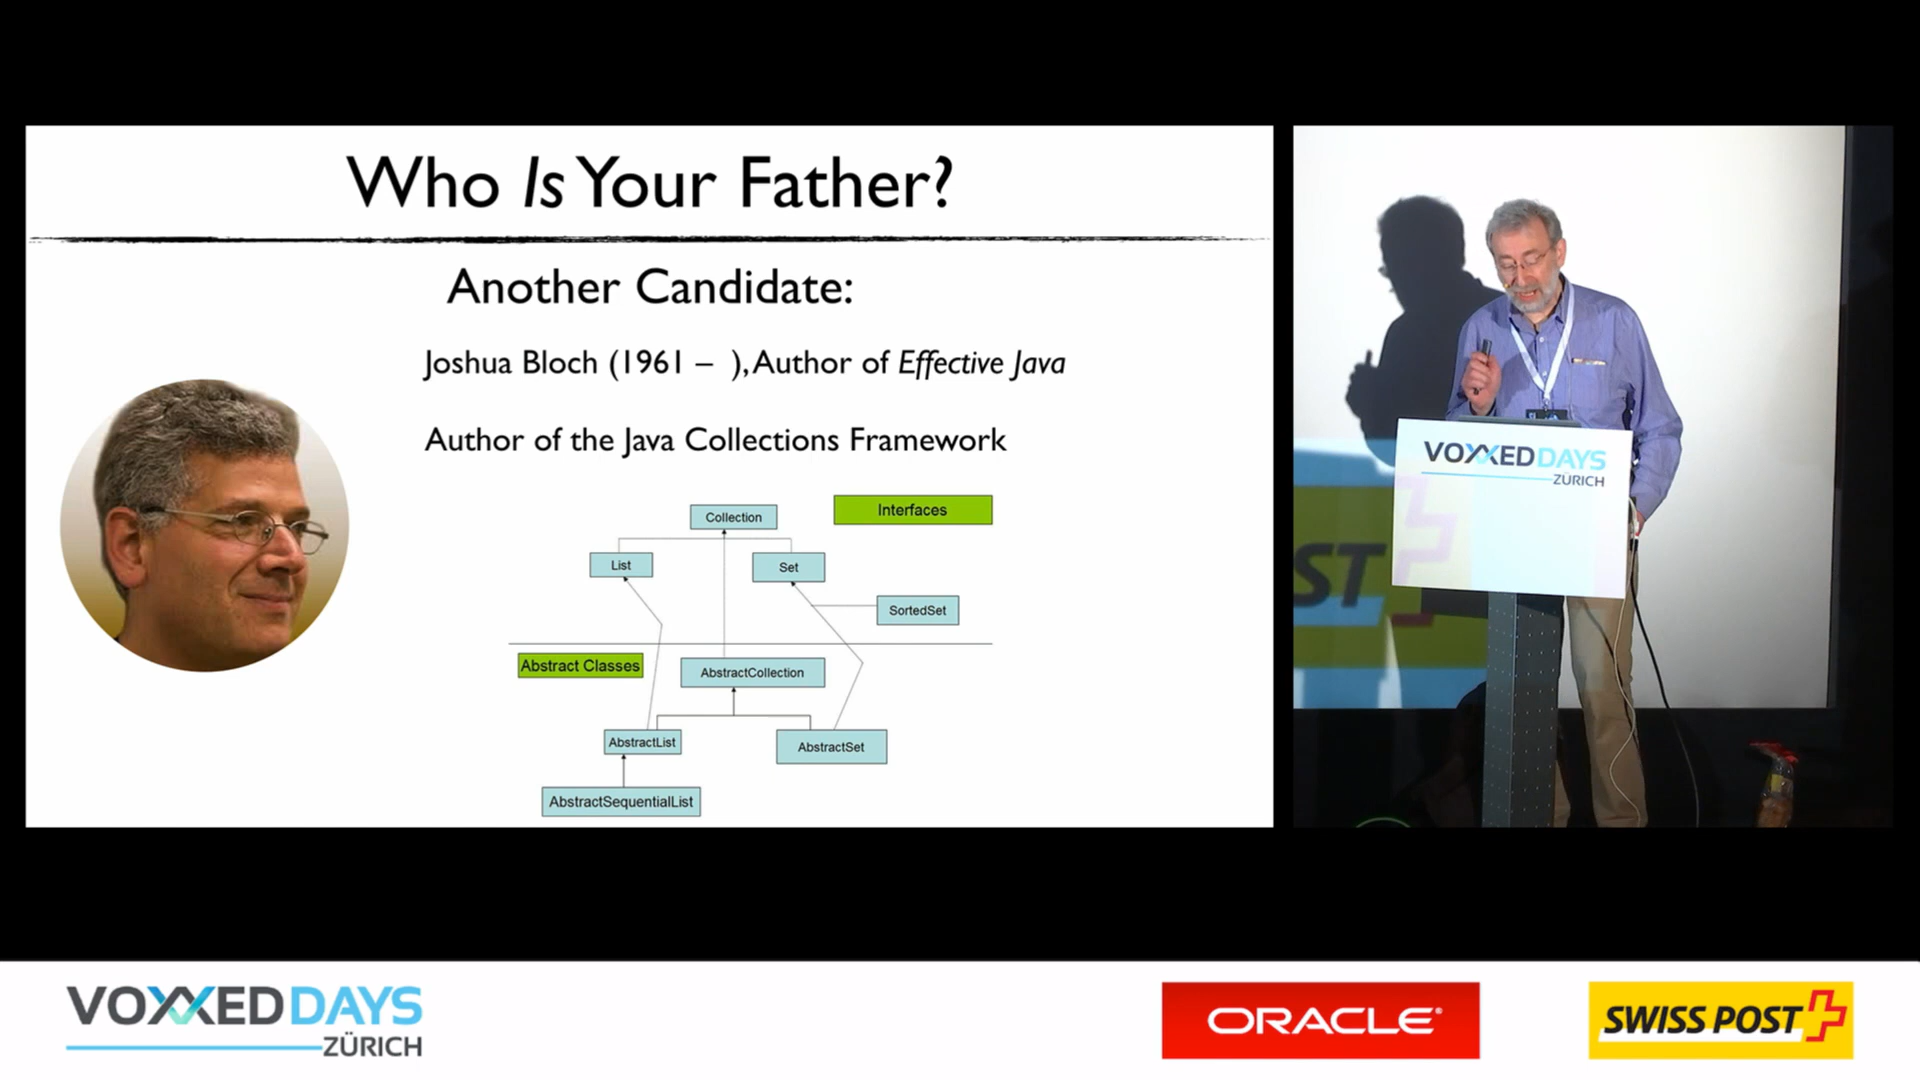 Who Is Your Father?
Another Candidate:
Joshua Bloch (1961 – ), Author of Effective Java
Author of the Java Collections Framework
Collection
Interfaces
List
Set
SortedSet
Abstract Classes
AbstractCollection
AbstractList
AbstractSet
AbstractSequentialList
VOXXED DAYS
ZÜRICH
ST
VOXXED DAYS
ZÜRICH
ORACLE®
SWISS POST